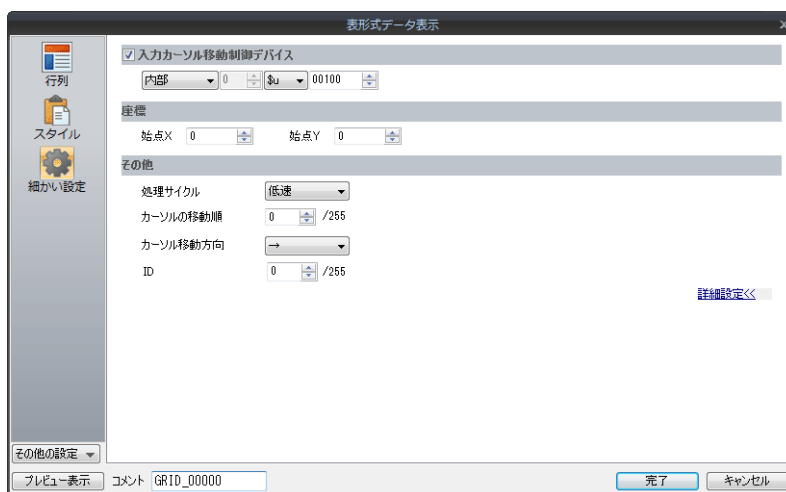 表形式データ表示
行列
スタイル
細かい設定
入力カーソル移動制御デバイス
内部 0 $u 00100
座標
始点X 0 始点Y 0
その他
処理サイクル 低速
カーソルの移動順 0 /255
カーソル移動方向 →
ID 0 /255
詳細設定<<
その他の設定
プレビュー表示 コメント GRID_00000 完了 キャンセル